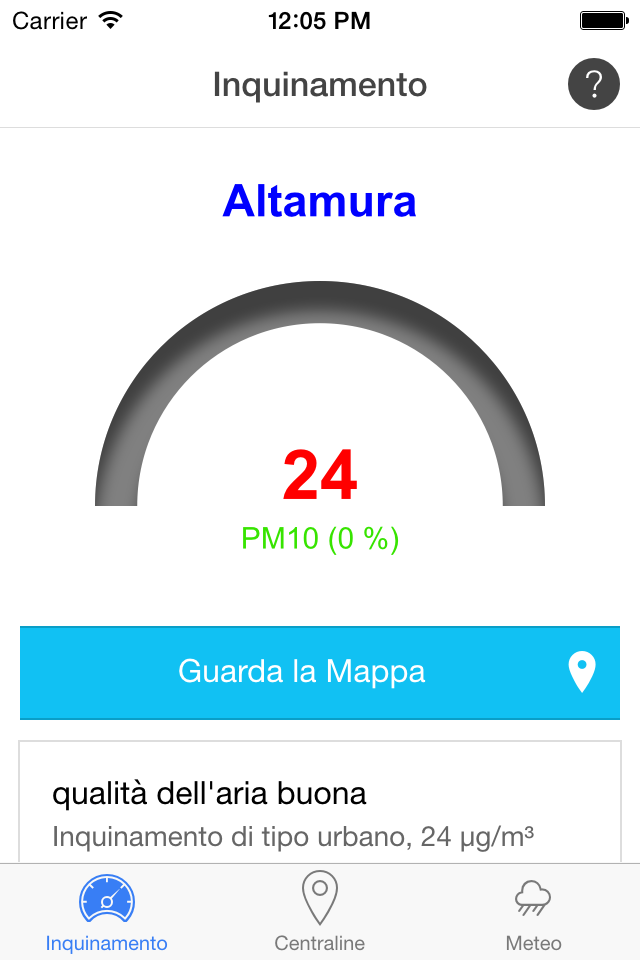 Carrier 12:05 PM
Inquinamento ?
Altamura
24
PM10 (0 %)
Guarda la Mappa
qualità dell'aria buona
Inquinamento di tipo urbano, 24 µg/m³
Inquinamento Centraline Meteo